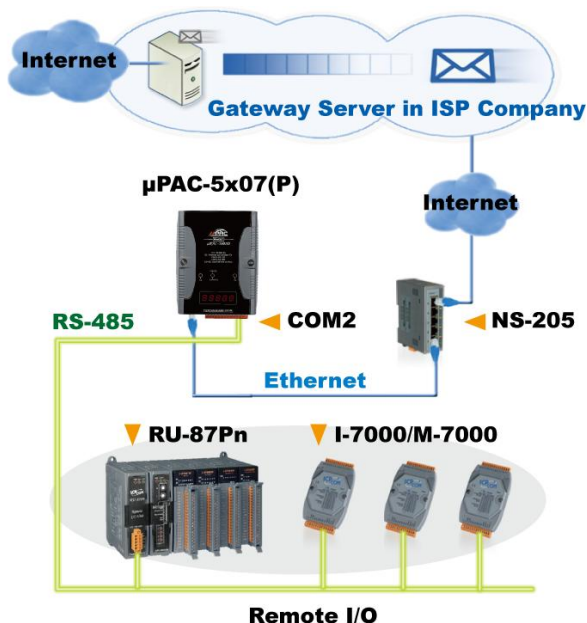 Internet
Gateway Server in ISP Company
µPAC-5x07(P)
Internet
RS-485
COM2
NS-205
Ethernet
RU-87Pn
I-7000/M-7000
Remote I/O